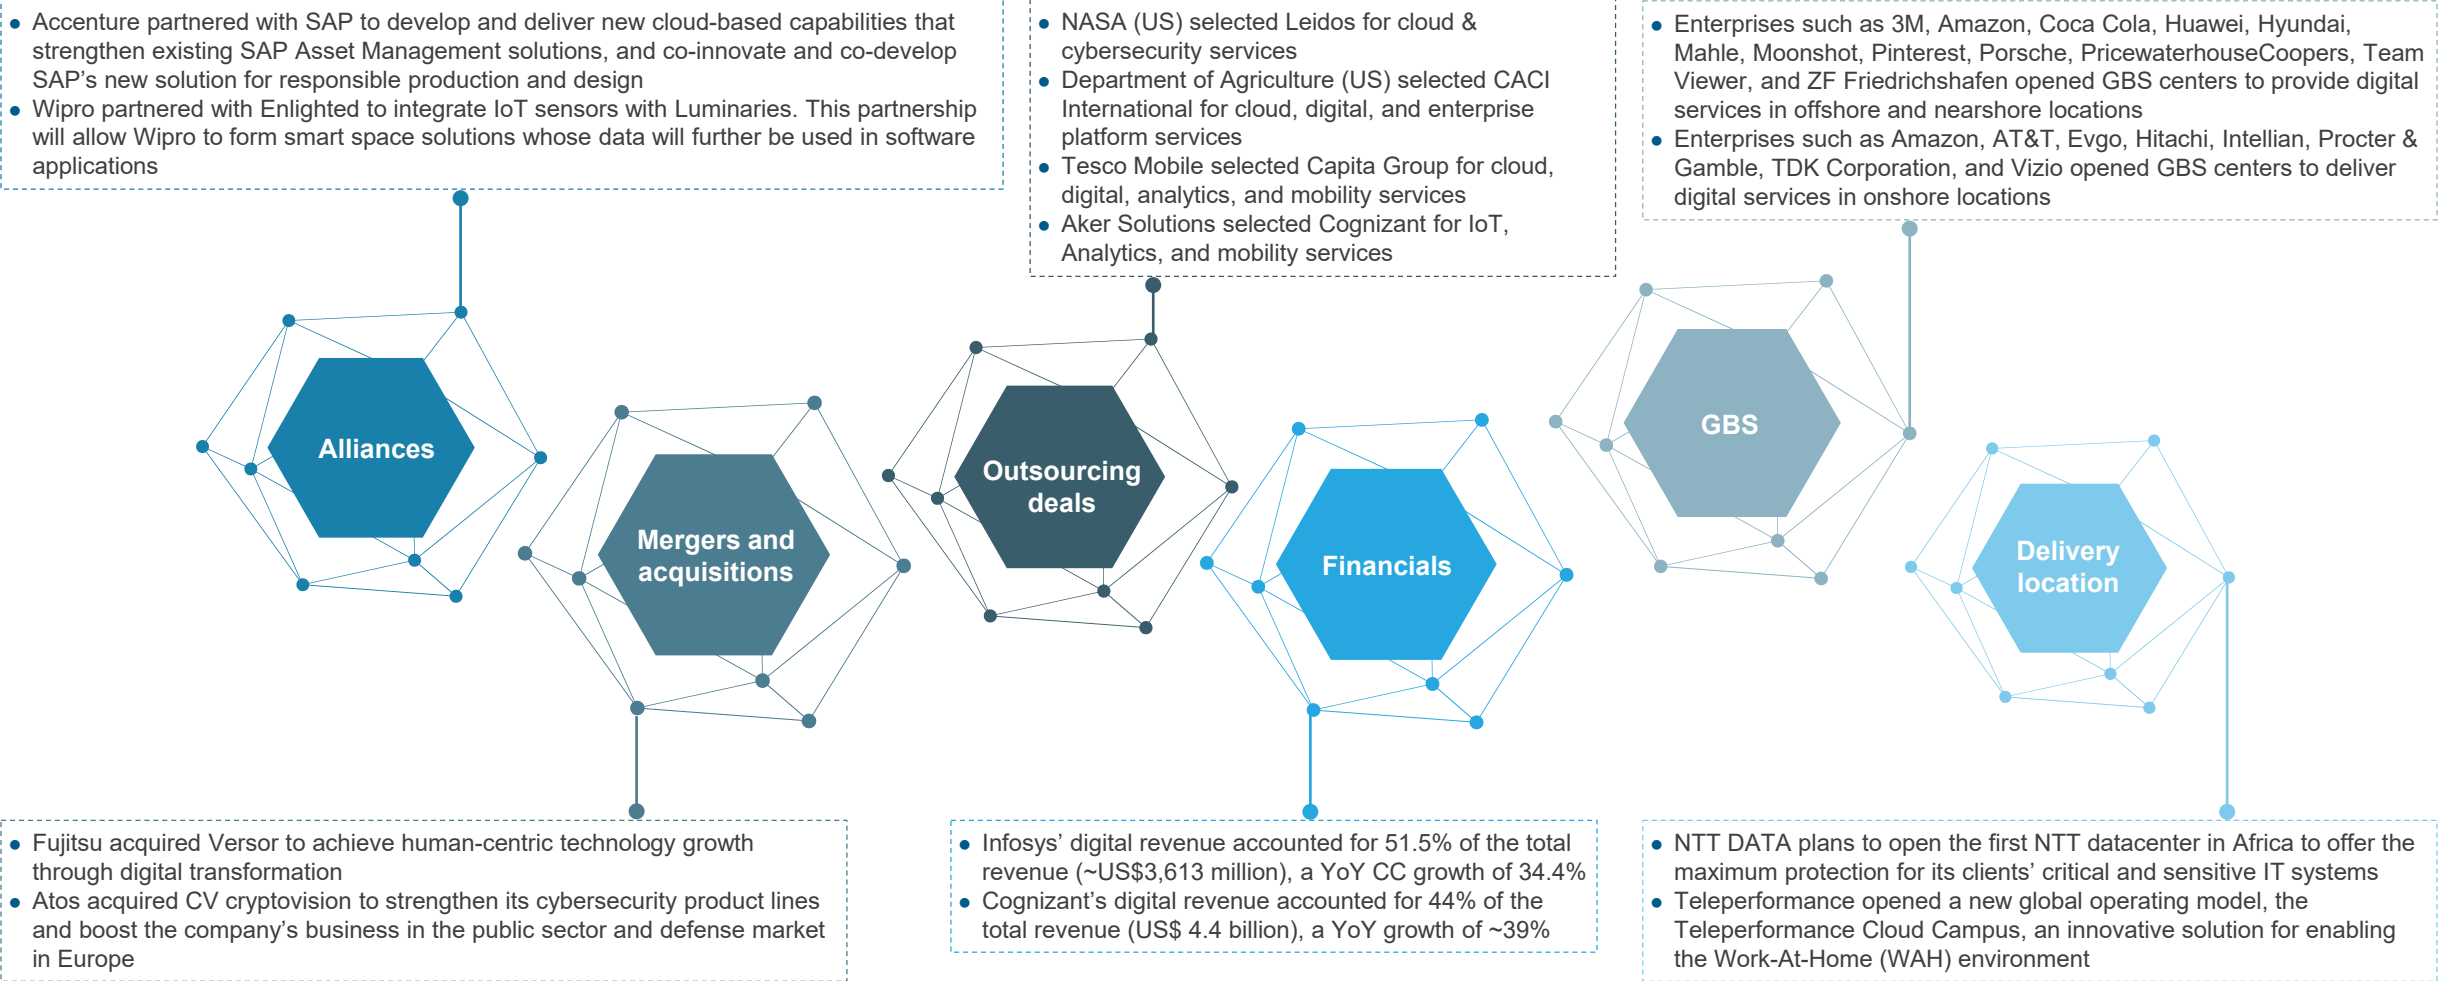 Accenture partnered with SAP to develop and deliver new cloud-based capabilities that
strengthen existing SAP Asset Management solutions, and co-innovate and co-develop
SAP’s new solution for responsible production and design
Wipro partnered with Enlighted to integrate IoT sensors with Luminaries. This partnership
will allow Wipro to form smart space solutions whose data will further be used in software
applications
NASA (US) selected Leidos for cloud &
cybersecurity services
Department of Agriculture (US) selected CACI
International for cloud, digital, and enterprise
platform services
Tesco Mobile selected Capita Group for cloud,
digital, analytics, and mobility services
Aker Solutions selected Cognizant for IoT,
Analytics, and mobility services
Enterprises such as 3M, Amazon, Coca Cola, Huawei, Hyundai,
Mahle, Moonshot, Pinterest, Porsche, PricewaterhouseCoopers, Team
Viewer, and ZF Friedrichshafen opened GBS centers to provide digital
services in offshore and nearshore locations
Enterprises such as Amazon, AT&T, Evgo, Hitachi, Intellian, Procter &
Gamble, TDK Corporation, and Vizio opened GBS centers to deliver
digital services in onshore locations
Alliances
Mergers and
acquisitions
Outsourcing
deals
Financials
GBS
Delivery
location
Fujitsu acquired Versor to achieve human-centric technology growth
through digital transformation
Atos acquired CV cryptovision to strengthen its cybersecurity product lines
and boost the company’s business in the public sector and defense market
in Europe
Infosys’ digital revenue accounted for 51.5% of the total
revenue (~US$3,613 million), a YoY CC growth of 34.4%
Cognizant’s digital revenue accounted for 44% of the
total revenue (US$ 4.4 billion), a YoY growth of ~39%
NTT DATA plans to open the first NTT datacenter in Africa to offer the
maximum protection for its clients’ critical and sensitive IT systems
Teleperformance opened a new global operating model, the
Teleperformance Cloud Campus, an innovative solution for enabling
the Work-At-Home (WAH) environment